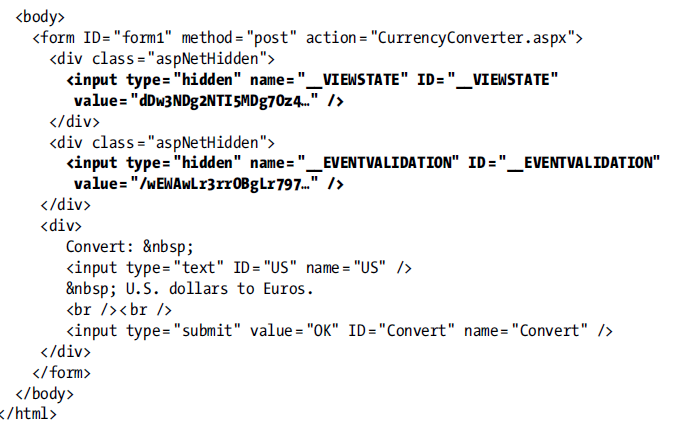 <body>
<form ID="form1" method="post" action="CurrencyConverter.aspx">
<div class="aspNetHidden">
<input type="hidden" name="__VIEWSTATE" ID="__VIEWSTATE"
value="dDw3NDg2NTI5MDg7Oz4…" />
</div>
<div class="aspNetHidden">
<input type="hidden" name="__EVENTVALIDATION" ID="__EVENTVALIDATION"
value="/wEWAwLr3rrOBgLr797…" />
</div>
<div>
Convert: &nbsp;
<input type="text" ID="US" name="US" />
&nbsp; U.S. dollars to Euros.
<br /><br />
<input type="submit" value="OK" ID="Convert" name="Convert" />
</div>
</form>
</body>
</html>